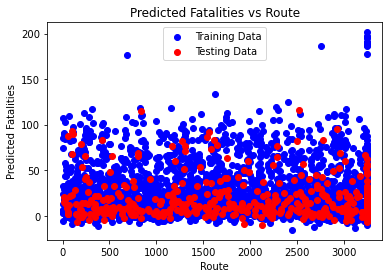 Predicted Fatalities vs Route
Training Data
Testing Data
Predicted Fatalities
200
150
100
50
0
0 500 1000 1500 2000 2500 3000
Route